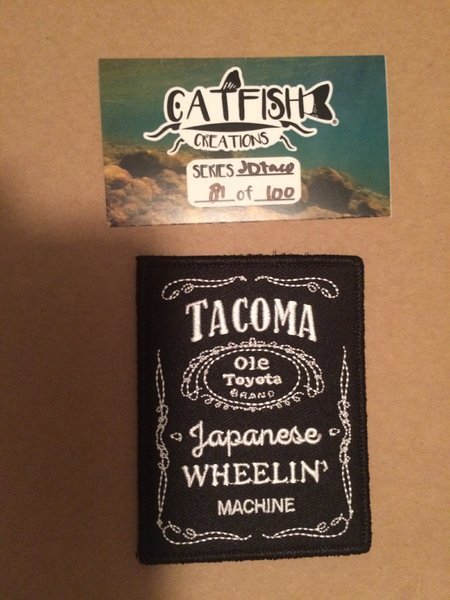 CATFISH
CREATIONS
SERIES JDtaco
81 of 100
TACOMA
Ole
Toyota
BRAND
Japanese
WHEELIN'
MACHINE